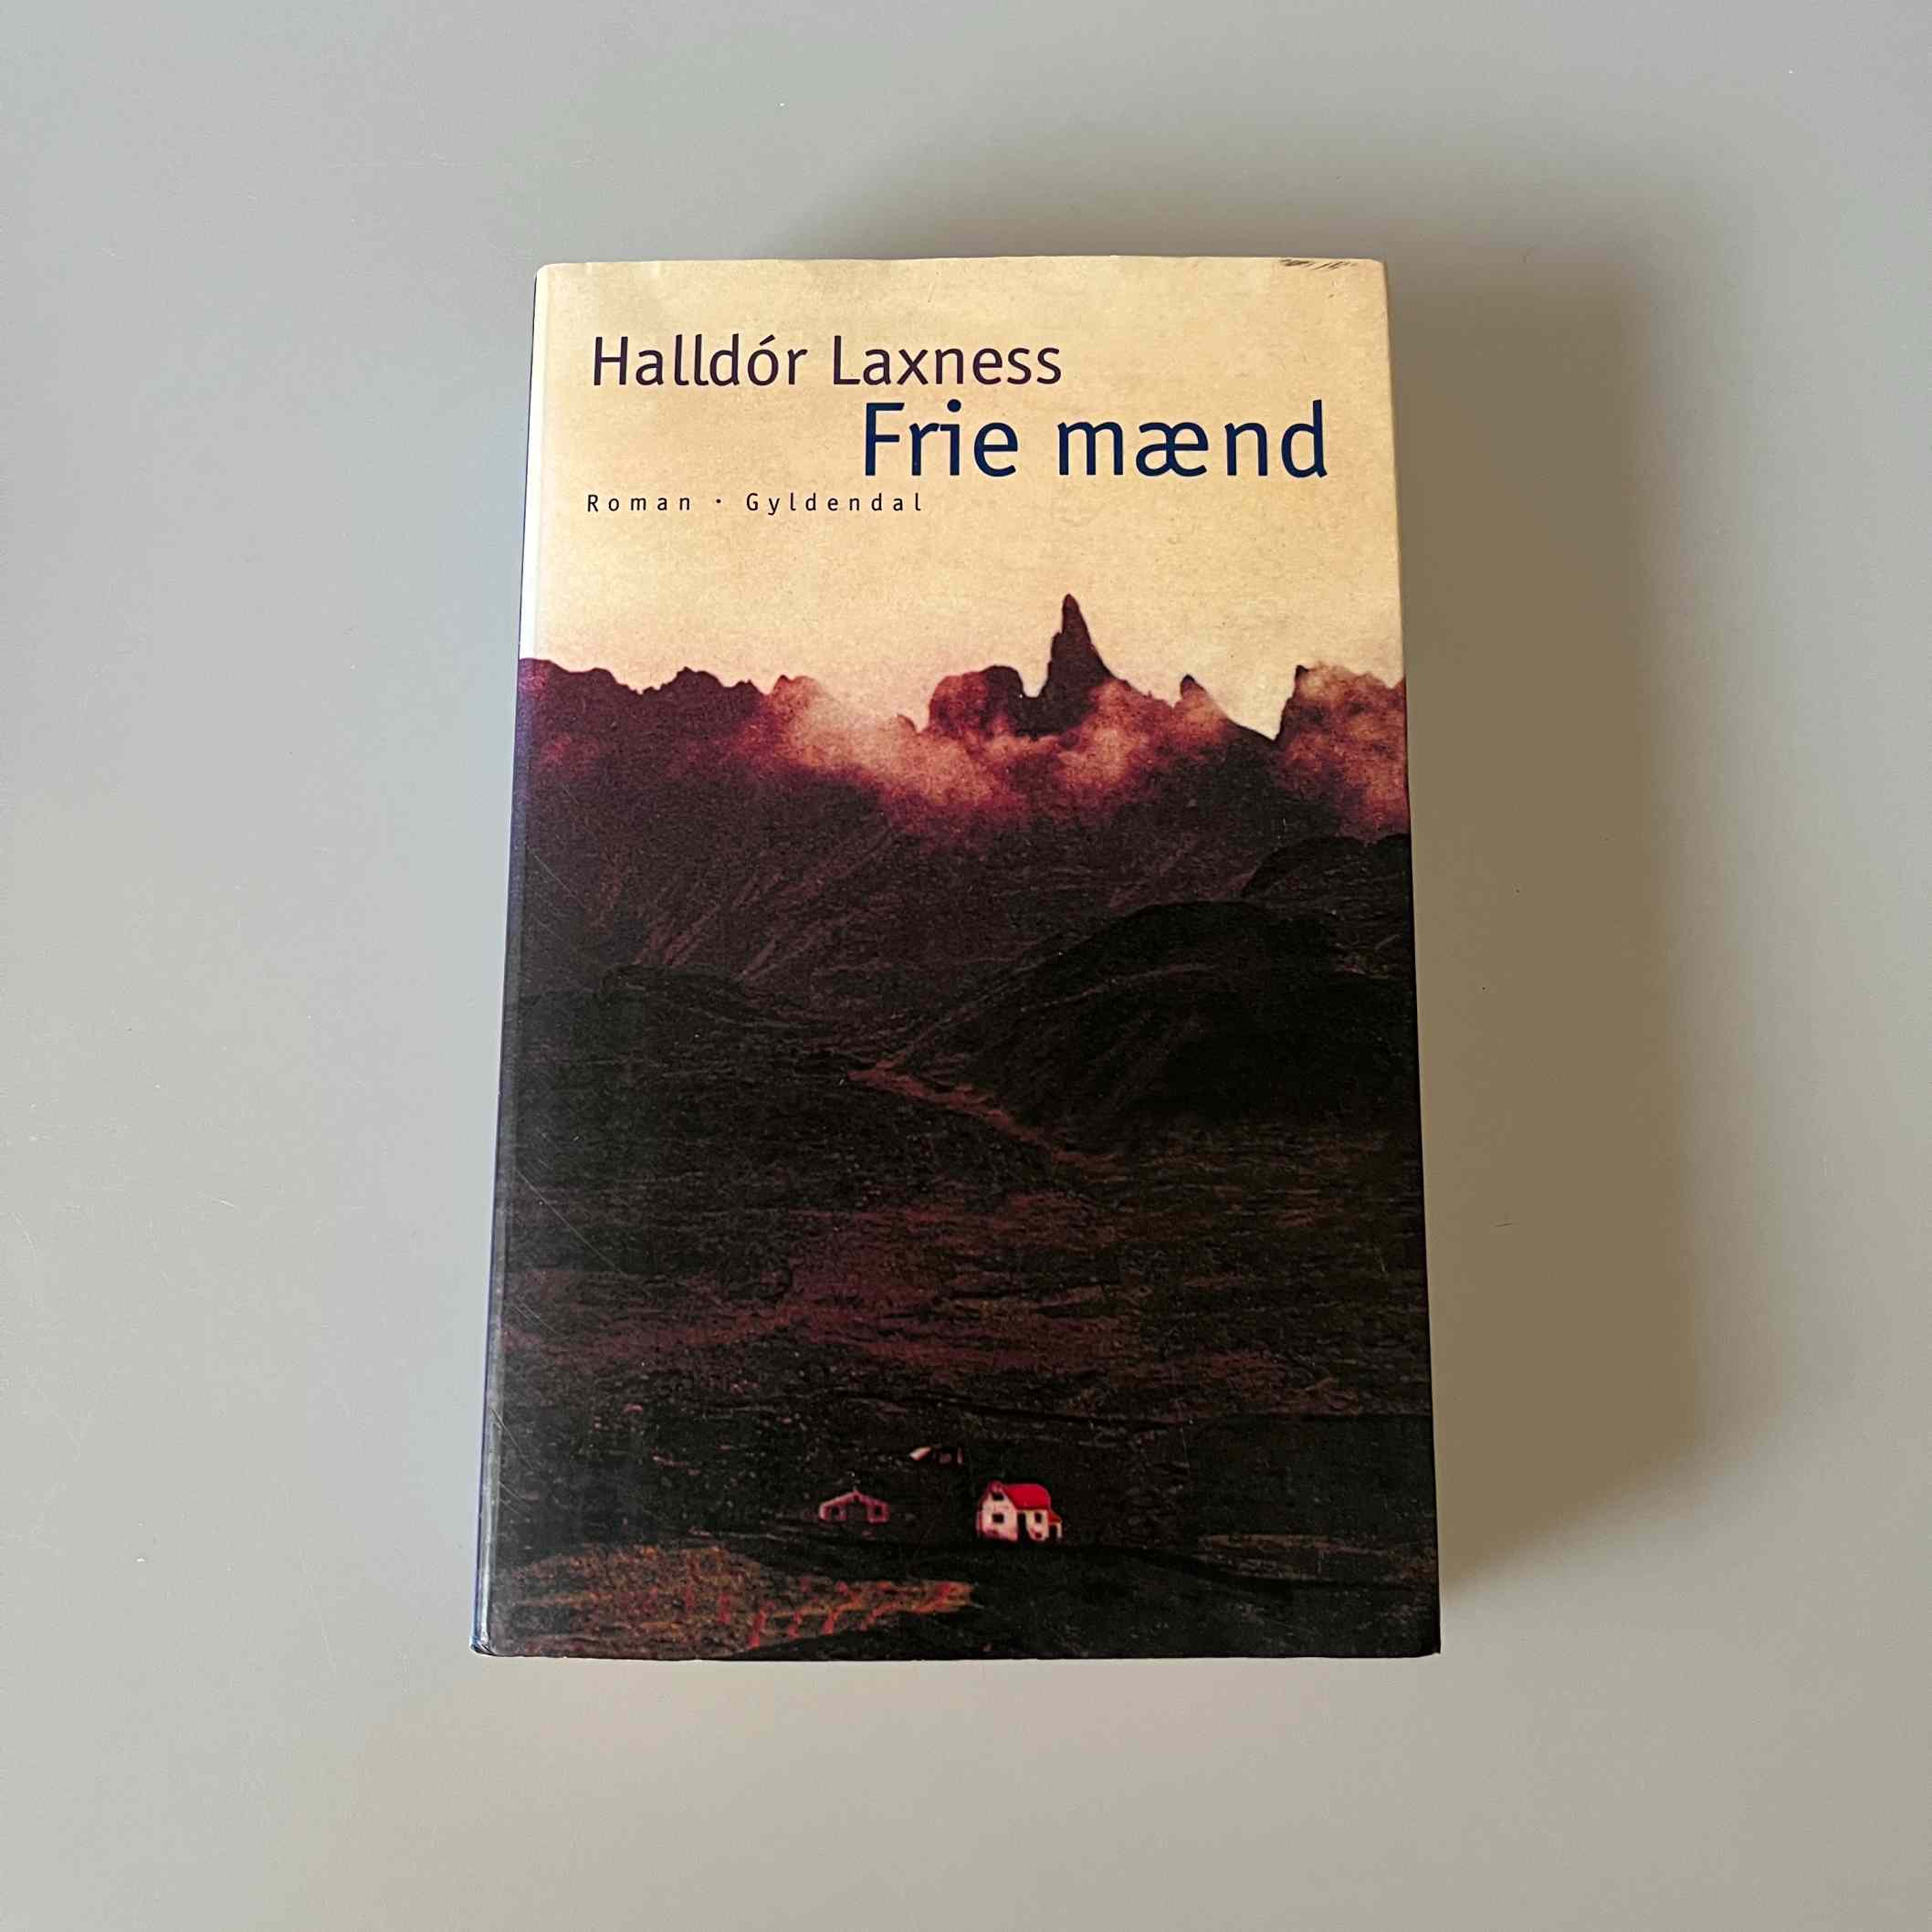 Halldór Laxness
Frie mænd
Roman · Gyldendal